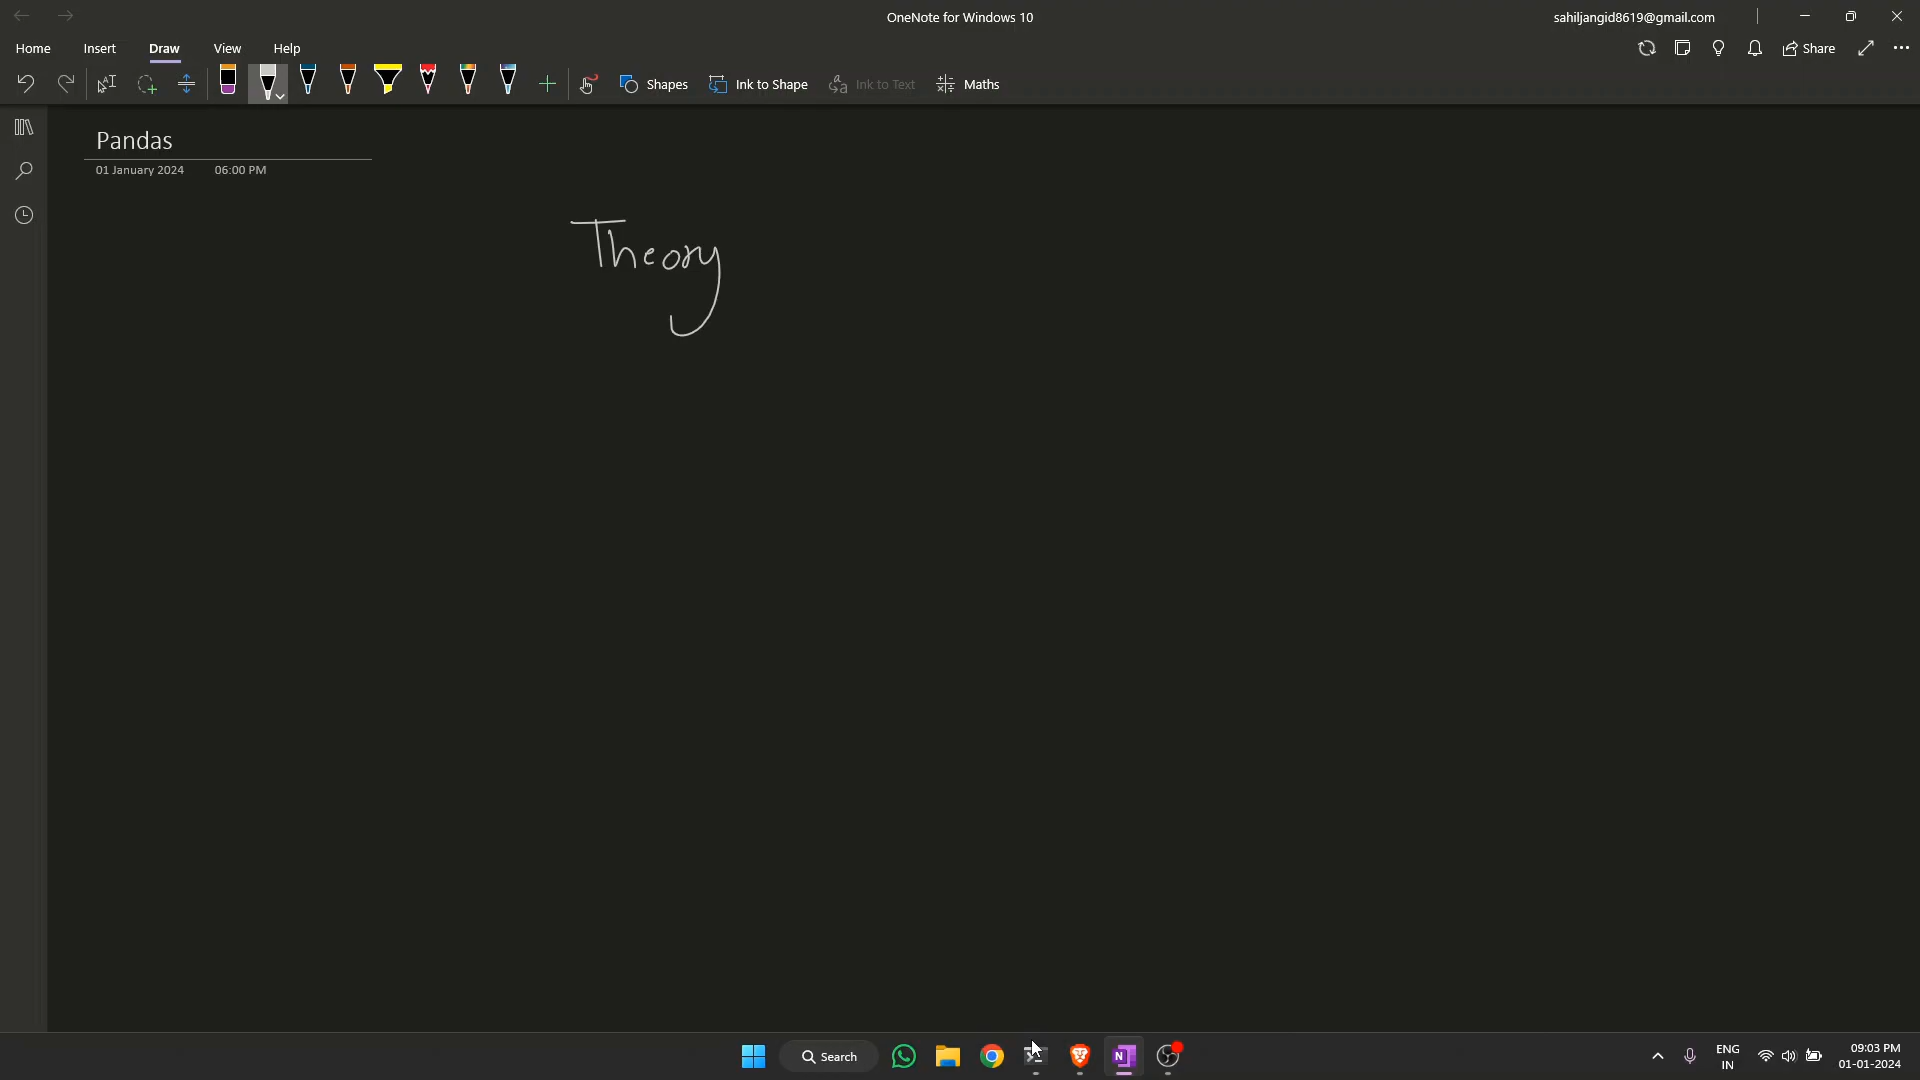 OneNote for Windows 10
sahiljangid8619@gmail.com
Home Insert Draw View Help
Share
Shapes Ink to Shape Ink to Text Maths
Pandas
01 January 2024 06:00 PM
Theory
Search
ENG
IN
09:03 PM
01-01-2024